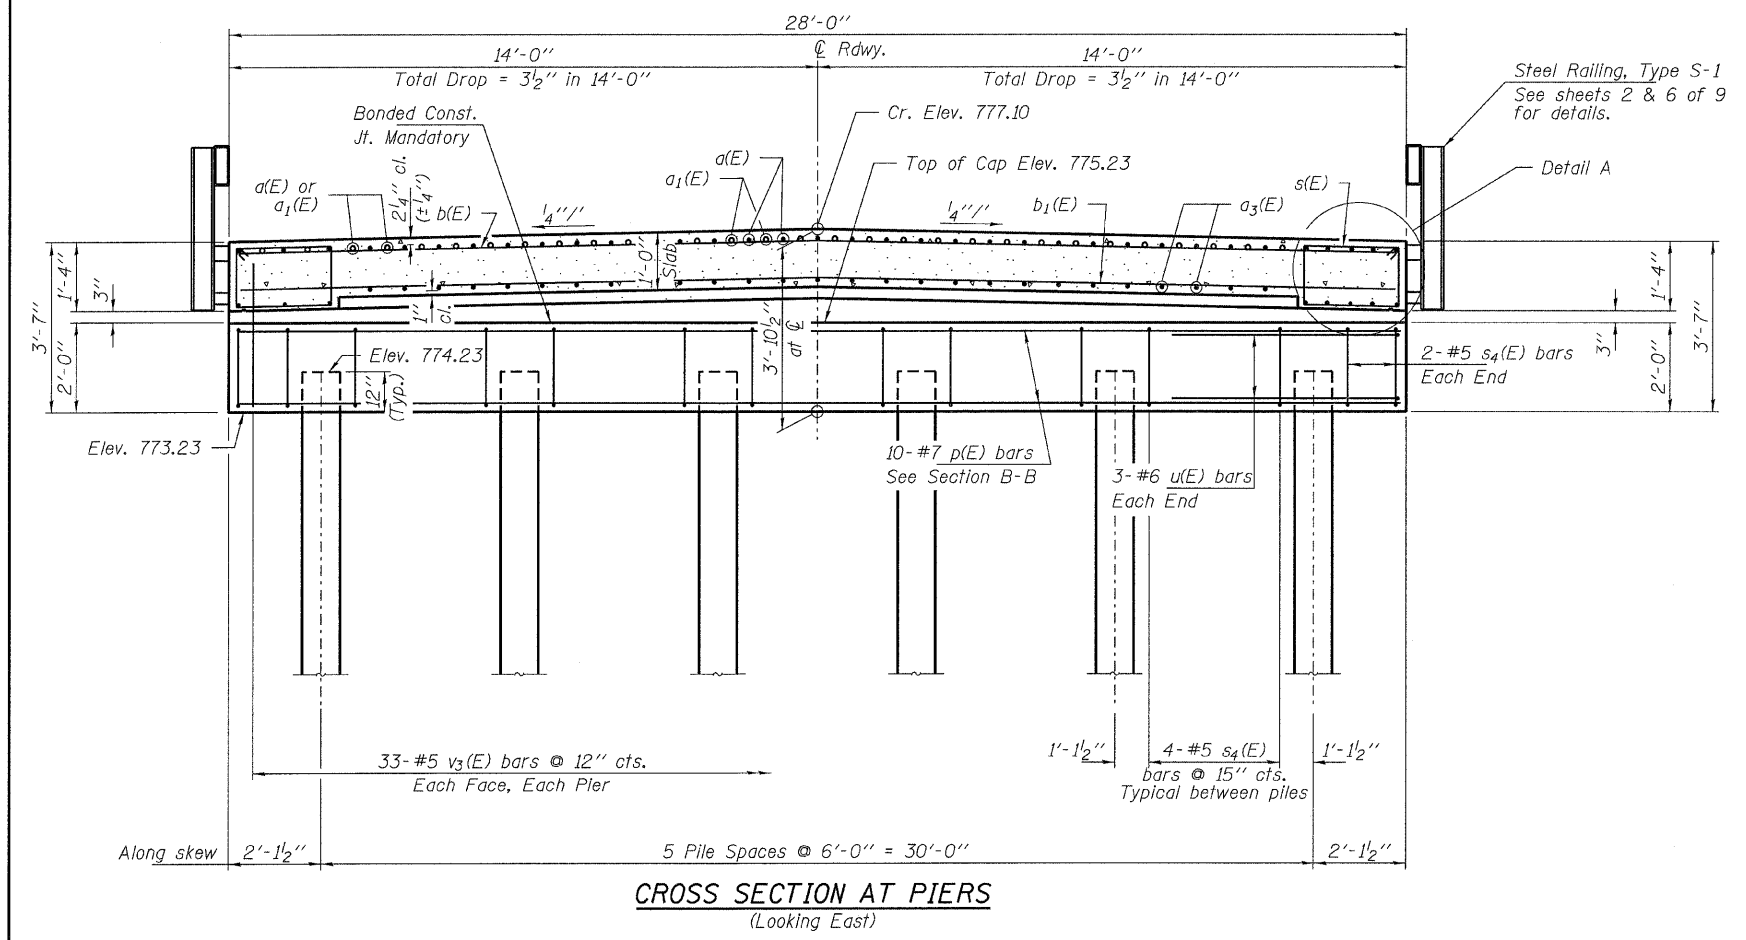 28'-0"
14'-0"
℄ Rdwy.
14'-0"
Total Drop = 3½" in 14'-0"
Total Drop = 3½" in 14'-0"
Steel Railing, Type S-1
See sheets 2 & 6 of 9
for details.
Bonded Const.
Jt. Mandatory
Cr. Elev. 777.10
Top of Cap Elev. 775.23
Detail A
a(E) or
a₁(E)
2¼" cl.
(±¼")
b(E)
¼"/'
a(E)
a₁(E)
¼"/'
b₁(E)
a₃(E)
s(E)
1'-0"
Slab
3'-7"
1'-4"
3"
2'-0"
1"
cl.
3'-10½"
at ℄
1'-4"
3"
2'-0"
3'-7"
Elev. 774.23
12"
(Typ.)
2-#5 s₄(E) bars
Each End
Elev. 773.23
10-#7 p(E) bars
See Section B-B
3-#6 u(E) bars
Each End
33-#5 v₃(E) bars @ 12" cts.
Each Face, Each Pier
1'-1½"
4-#5 s₄(E)
bars @ 15" cts.
Typical between piles
1'-1½"
Along skew
2'-1½"
5 Pile Spaces @ 6'-0" = 30'-0"
2'-1½"
CROSS SECTION AT PIERS
(Looking East)